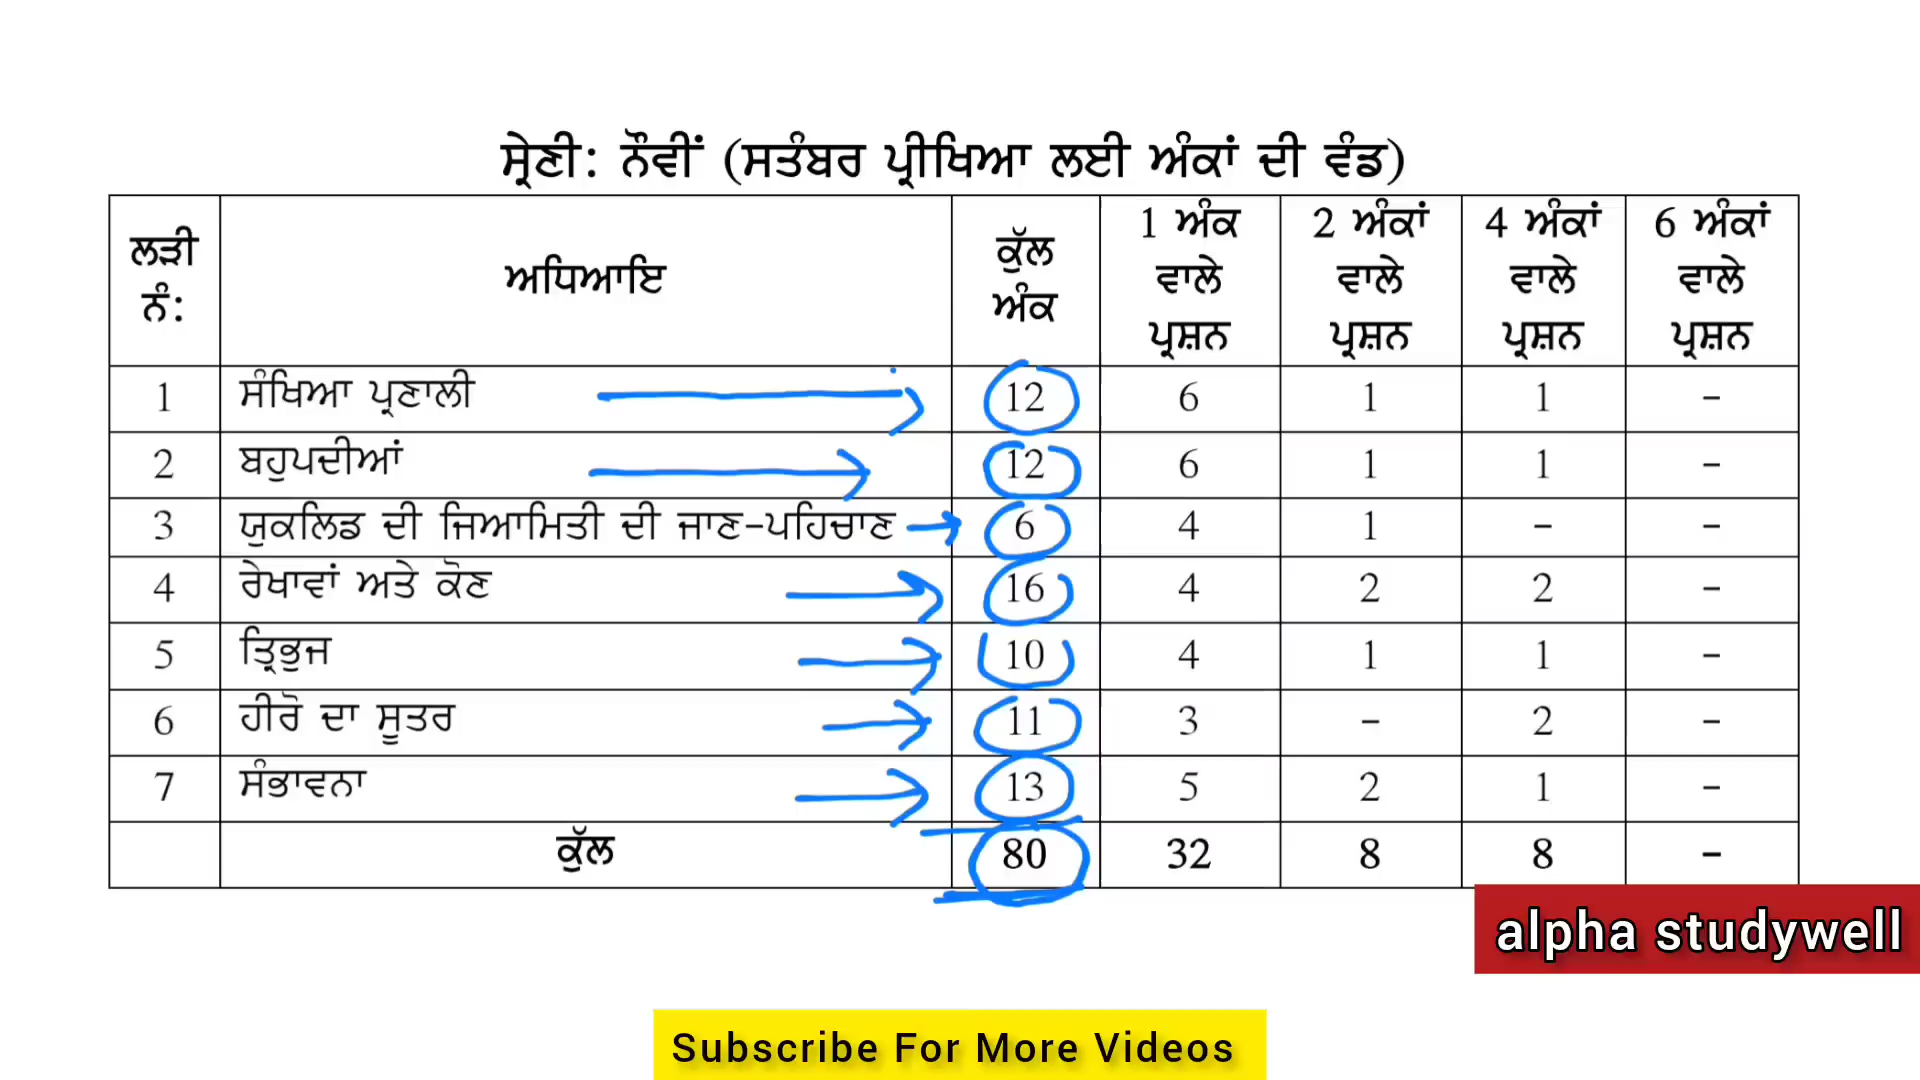 ਸ਼੍ਰੇਣੀ: ਨੌਵੀਂ (ਸਤੰਬਰ ਪ੍ਰੀਖਿਆ ਲਈ ਅੰਕਾਂ ਦੀ ਵੰਡ)
ਲੜੀ ਨੰ: ਅਧਿਆਇ ਕੁੱਲ ਅੰਕ 1 ਅੰਕ ਵਾਲੇ ਪ੍ਰਸ਼ਨ 2 ਅੰਕਾਂ ਵਾਲੇ ਪ੍ਰਸ਼ਨ 4 ਅੰਕਾਂ ਵਾਲੇ ਪ੍ਰਸ਼ਨ 6 ਅੰਕਾਂ ਵਾਲੇ ਪ੍ਰਸ਼ਨ
1 ਸੰਖਿਆ ਪ੍ਰਣਾਲੀ 12 6 1 1 –
2 ਬਹੁਪਦੀਆਂ 12 6 1 1 –
3 ਯੁਕਲਿਡ ਦੀ ਜਿਆਮਿਤੀ ਦੀ ਜਾਣ-ਪਹਿਚਾਣ 6 4 1 – –
4 ਰੇਖਾਵਾਂ ਅਤੇ ਕੋਣ 16 4 2 2 –
5 ਤ੍ਰਿਭੁਜ 10 4 1 1 –
6 ਹੀਰੋ ਦਾ ਸੂਤਰ 11 3 – 2 –
7 ਸੰਭਾਵਨਾ 13 5 2 1 –
ਕੁੱਲ 80 32 8 8 –
alpha studywell
Subscribe For More Videos